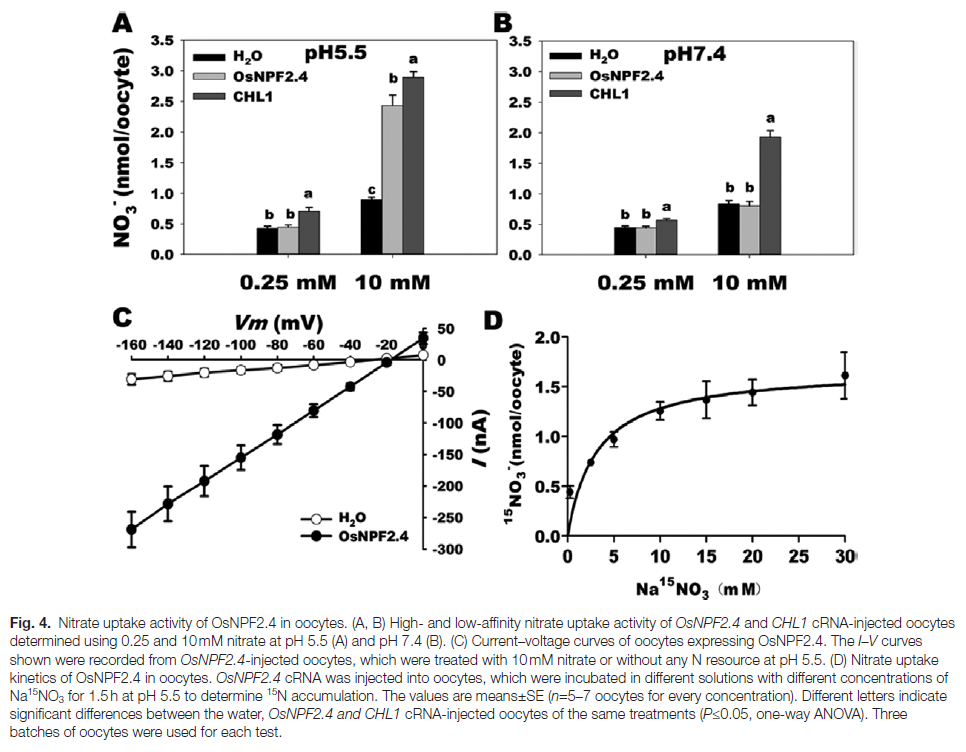 A
B
NO3- (nmol/oocyte)
3.5
3.0
2.5
2.0
1.5
1.0
0.5
0.0
pH5.5
H2O
OsNPF2.4
CHL1
b b a
c b a
0.25 mM 10 mM
3.5
3.0
2.5
2.0
1.5
1.0
0.5
0.0
pH7.4
H2O
OsNPF2.4
CHL1
b b a
b b a
0.25 mM 10 mM
C
Vm (mV)
-160 -140 -120 -100 -80 -60 -40 -20
50
0
-50
-100
-150
-200
-250
-300
I (nA)
H2O
OsNPF2.4
D
15NO3- (nmol/oocyte)
2.0
1.5
1.0
0.5
0.0
0 5 10 15 20 25 30
Na15NO3 (mM)
Fig. 4. Nitrate uptake activity of OsNPF2.4 in oocytes. (A, B) High- and low-affinity nitrate uptake activity of OsNPF2.4 and CHL1 cRNA-injected oocytes
determined using 0.25 and 10 mM nitrate at pH 5.5 (A) and pH 7.4 (B). (C) Current–voltage curves of oocytes expressing OsNPF2.4. The I–V curves
shown were recorded from OsNPF2.4-injected oocytes, which were treated with 10 mM nitrate or without any N resource at pH 5.5. (D) Nitrate uptake
kinetics of OsNPF2.4 in oocytes. OsNPF2.4 cRNA was injected into oocytes, which were incubated in different solutions with different concentrations of
Na15NO3 for 1.5 h at pH 5.5 to determine 15N accumulation. The values are means±SE (n=5–7 oocytes for every concentration). Different letters indicate
significant differences between the water, OsNPF2.4 and CHL1 cRNA-injected oocytes of the same treatments (P≤0.05, one-way ANOVA). Three
batches of oocytes were used for each test.